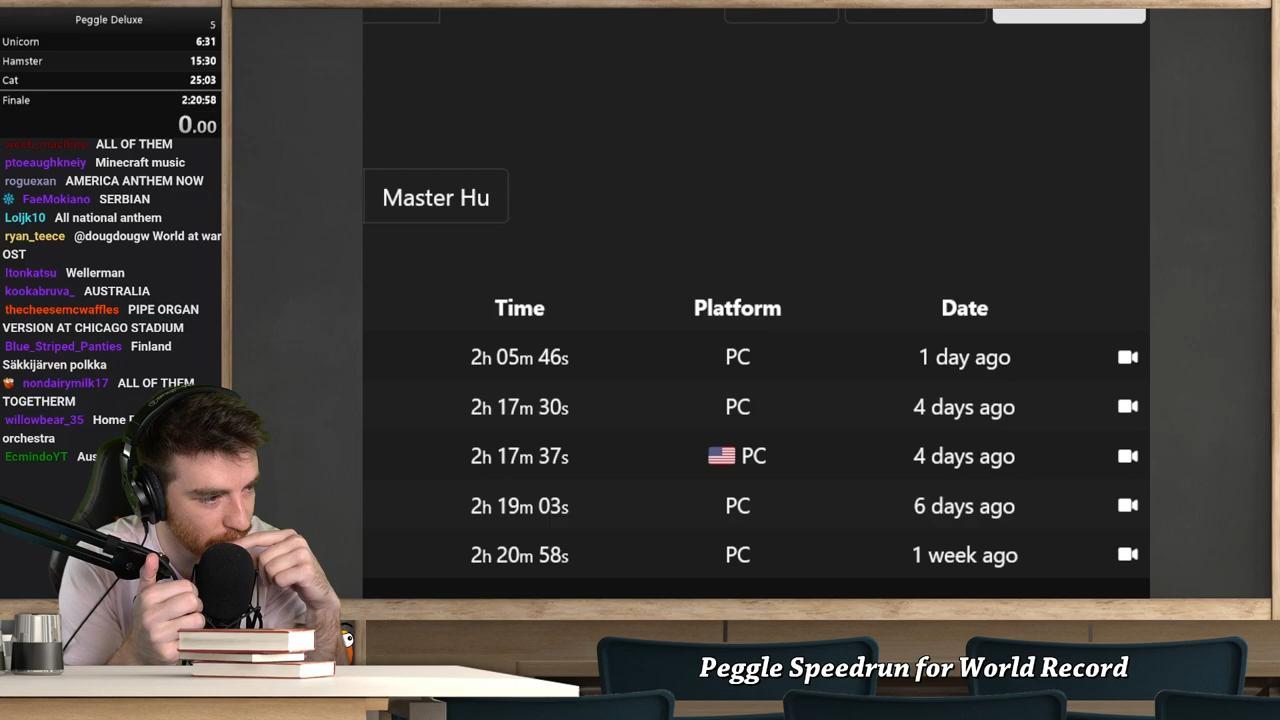 Peggle Deluxe
5
Unicorn 6:31
Hamster 15:30
Cat 25:03
Finale 2:20:58
0.00
ALL OF THEM
ptoeaughkneiy Minecraft music
roguexan AMERICA ANTHEM NOW
FaeMokiano SERBIAN
Loljk10 All national anthem
ryan_teece @dougdougw World at war
OST
Itonkatsu Wellerman
kookabruva_ AUSTRALIA
thecheesemcwaffles PIPE ORGAN
VERSION AT CHICAGO STADIUM
Blue_Striped_Panties Finland
Säkkijärven polkka
nondairymilk17 ALL OF THEM
TOGETHERM
willowbear_35 Home
orchestra
EcmindoYT Aus
Master Hu
Time Platform Date
2h 05m 46s PC 1 day ago
2h 17m 30s PC 4 days ago
2h 17m 37s PC 4 days ago
2h 19m 03s PC 6 days ago
2h 20m 58s PC 1 week ago
Peggle Speedrun for World Record